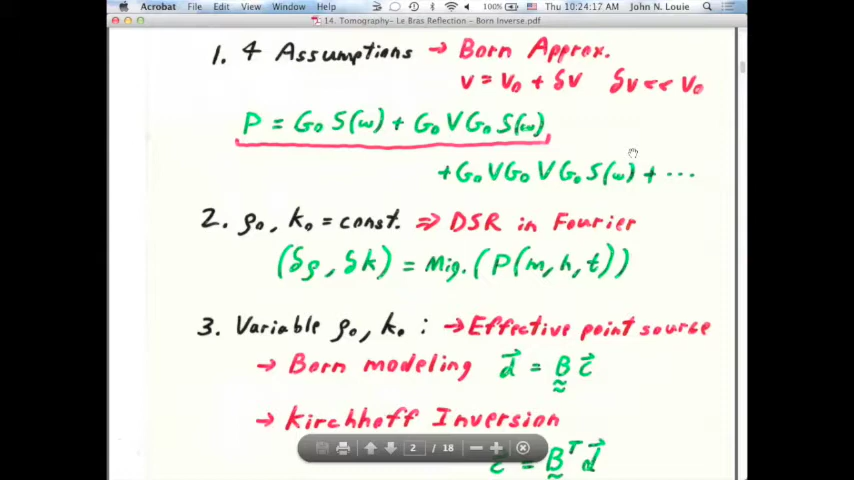 Acrobat File Edit View Window Help 100% Thu 10:24:17 AM John N. Louie
14. Tomography- Le Bras Reflection - Born Inverse.pdf
1. 4 Assumptions → Born Approx.
v = v₀ + δv δv << v₀
P = G₀ S(ω) + G₀ V G₀ S(ω)
+ G₀ V G₀ V G₀ S(ω) + ...
2. ρ₀, k₀ = const. ⇒ DSR in Fourier
(δρ, δk) = Mig. (P(m, h, t))
3. Variable ρ₀, k₀ : → Effective point source
→ Born modeling d⃗ = B c⃗
→ Kirchhoff Inversion
2 / 18
c⃗ = Bᵀ d⃗